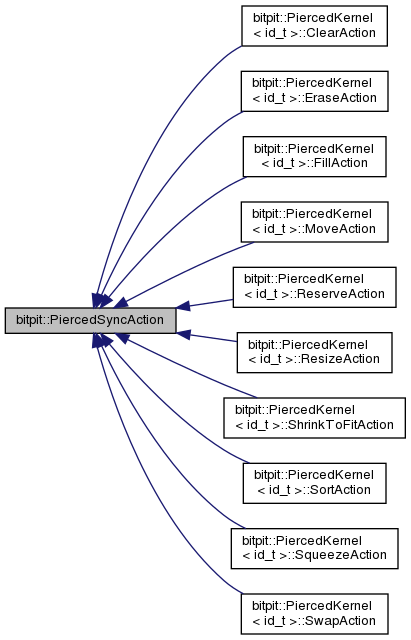 bitpit::PiercedKernel
< id_t >::ClearAction
bitpit::PiercedKernel
< id_t >::EraseAction
bitpit::PiercedKernel
< id_t >::FillAction
bitpit::PiercedKernel
< id_t >::MoveAction
bitpit::PiercedKernel
< id_t >::ReserveAction
bitpit::PiercedSyncAction
bitpit::PiercedKernel
< id_t >::ResizeAction
bitpit::PiercedKernel
< id_t >::ShrinkToFitAction
bitpit::PiercedKernel
< id_t >::SortAction
bitpit::PiercedKernel
< id_t >::SqueezeAction
bitpit::PiercedKernel
< id_t >::SwapAction